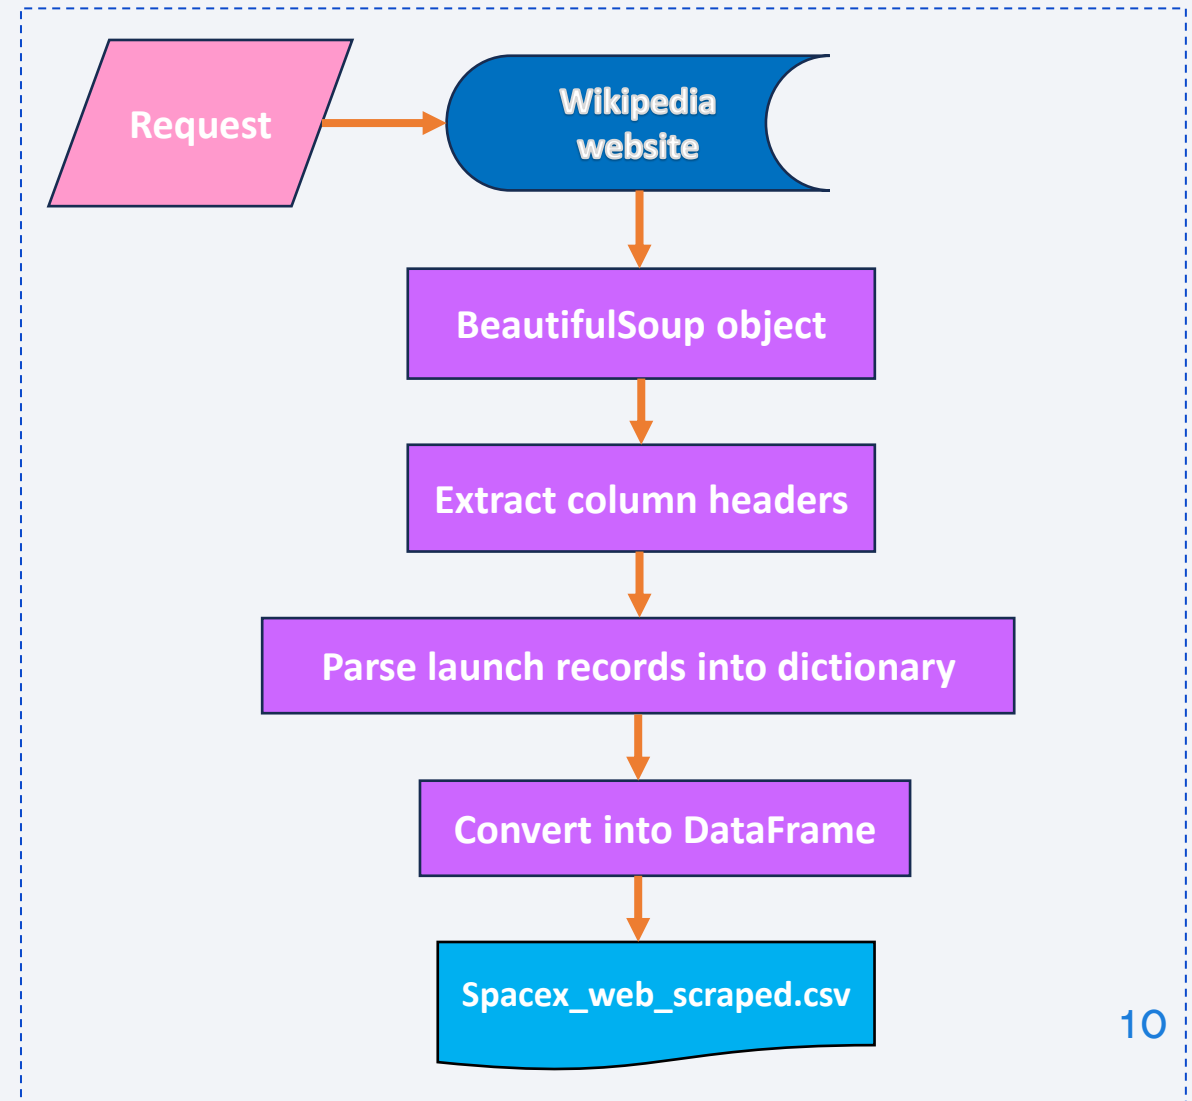 Request
Wikipedia
website
BeautifulSoup object
Extract column headers
Parse launch records into dictionary
Convert into DataFrame
Spacex_web_scraped.csv
10